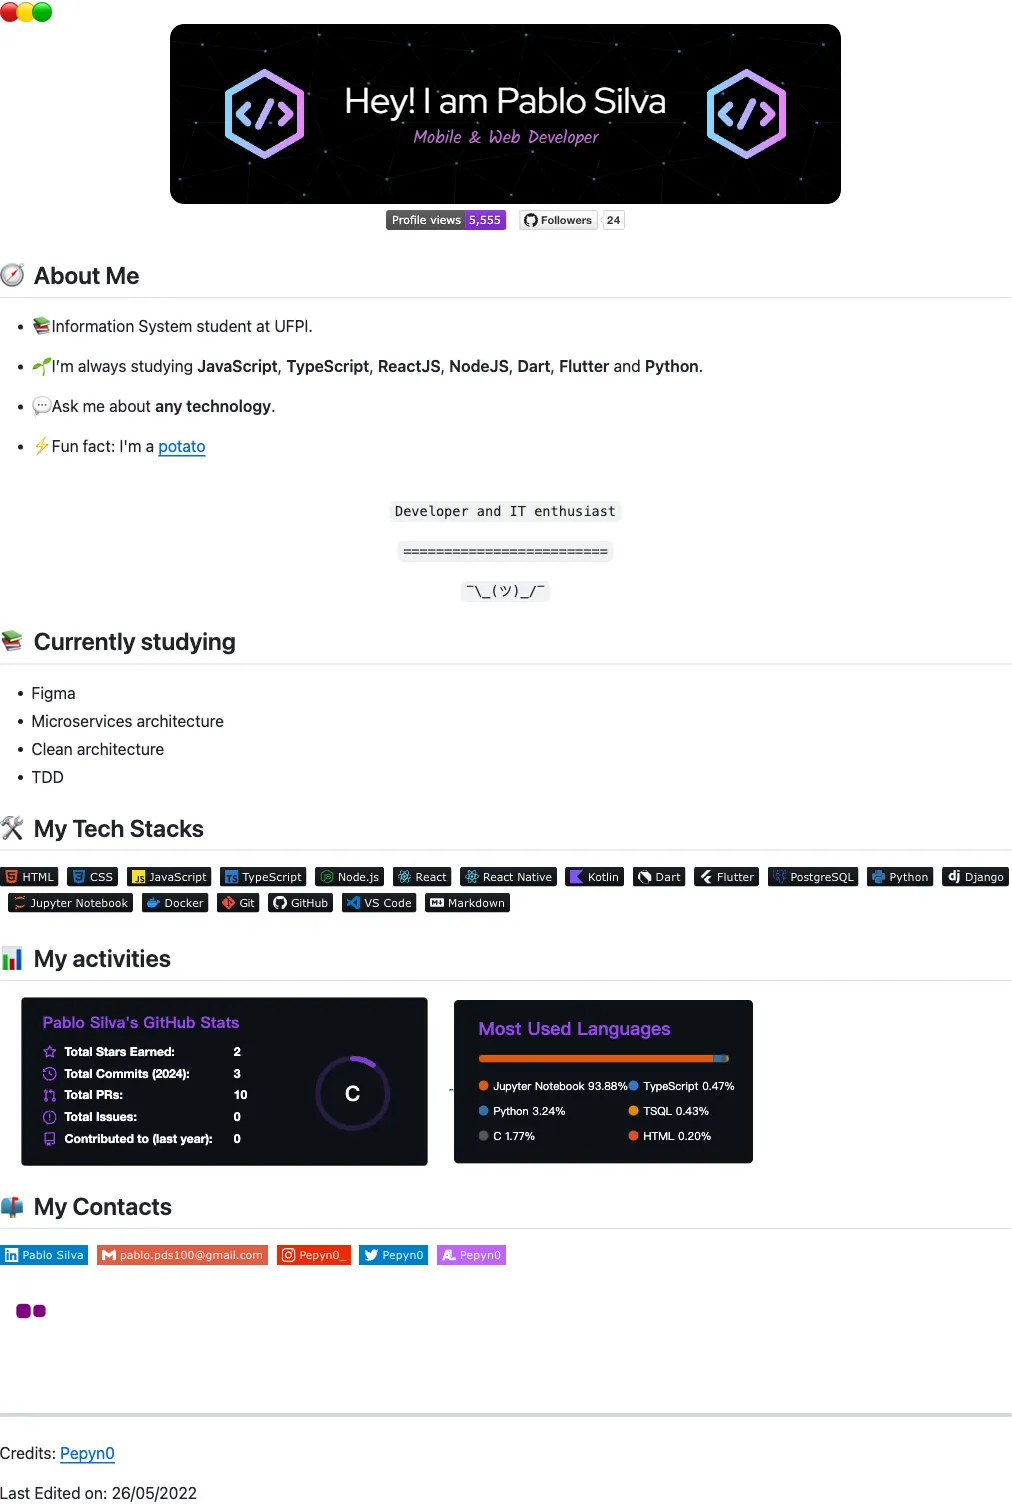 Hey! I am Pablo Silva
Mobile & Web Developer
Profile views 5,555 Followers 24
About Me
Information System student at UFPI.
I'm always studying JavaScript, TypeScript, ReactJS, NodeJS, Dart, Flutter and Python.
Ask me about any technology.
Fun fact: I'm a potato
Developer and IT enthusiast
=========================
‾\_(ツ)_/‾
Currently studying
Figma
Microservices architecture
Clean architecture
TDD
My Tech Stacks
HTML CSS JavaScript TypeScript Node.js React React Native Kotlin Dart Flutter PostgreSQL Python Django
Jupyter Notebook Docker Git GitHub VS Code Markdown
My activities
Pablo Silva's GitHub Stats
Total Stars Earned: 2
Total Commits (2024): 3
Total PRs: 10
Total Issues: 0
Contributed to (last year): 0
C
Most Used Languages
Jupyter Notebook 93.88% TypeScript 0.47%
Python 3.24% TSQL 0.43%
C 1.77% HTML 0.20%
My Contacts
Pablo Silva pablo.pds100@gmail.com Pepyn0_ Pepyn0 Pepyn0
Credits: Pepyn0
Last Edited on: 26/05/2022